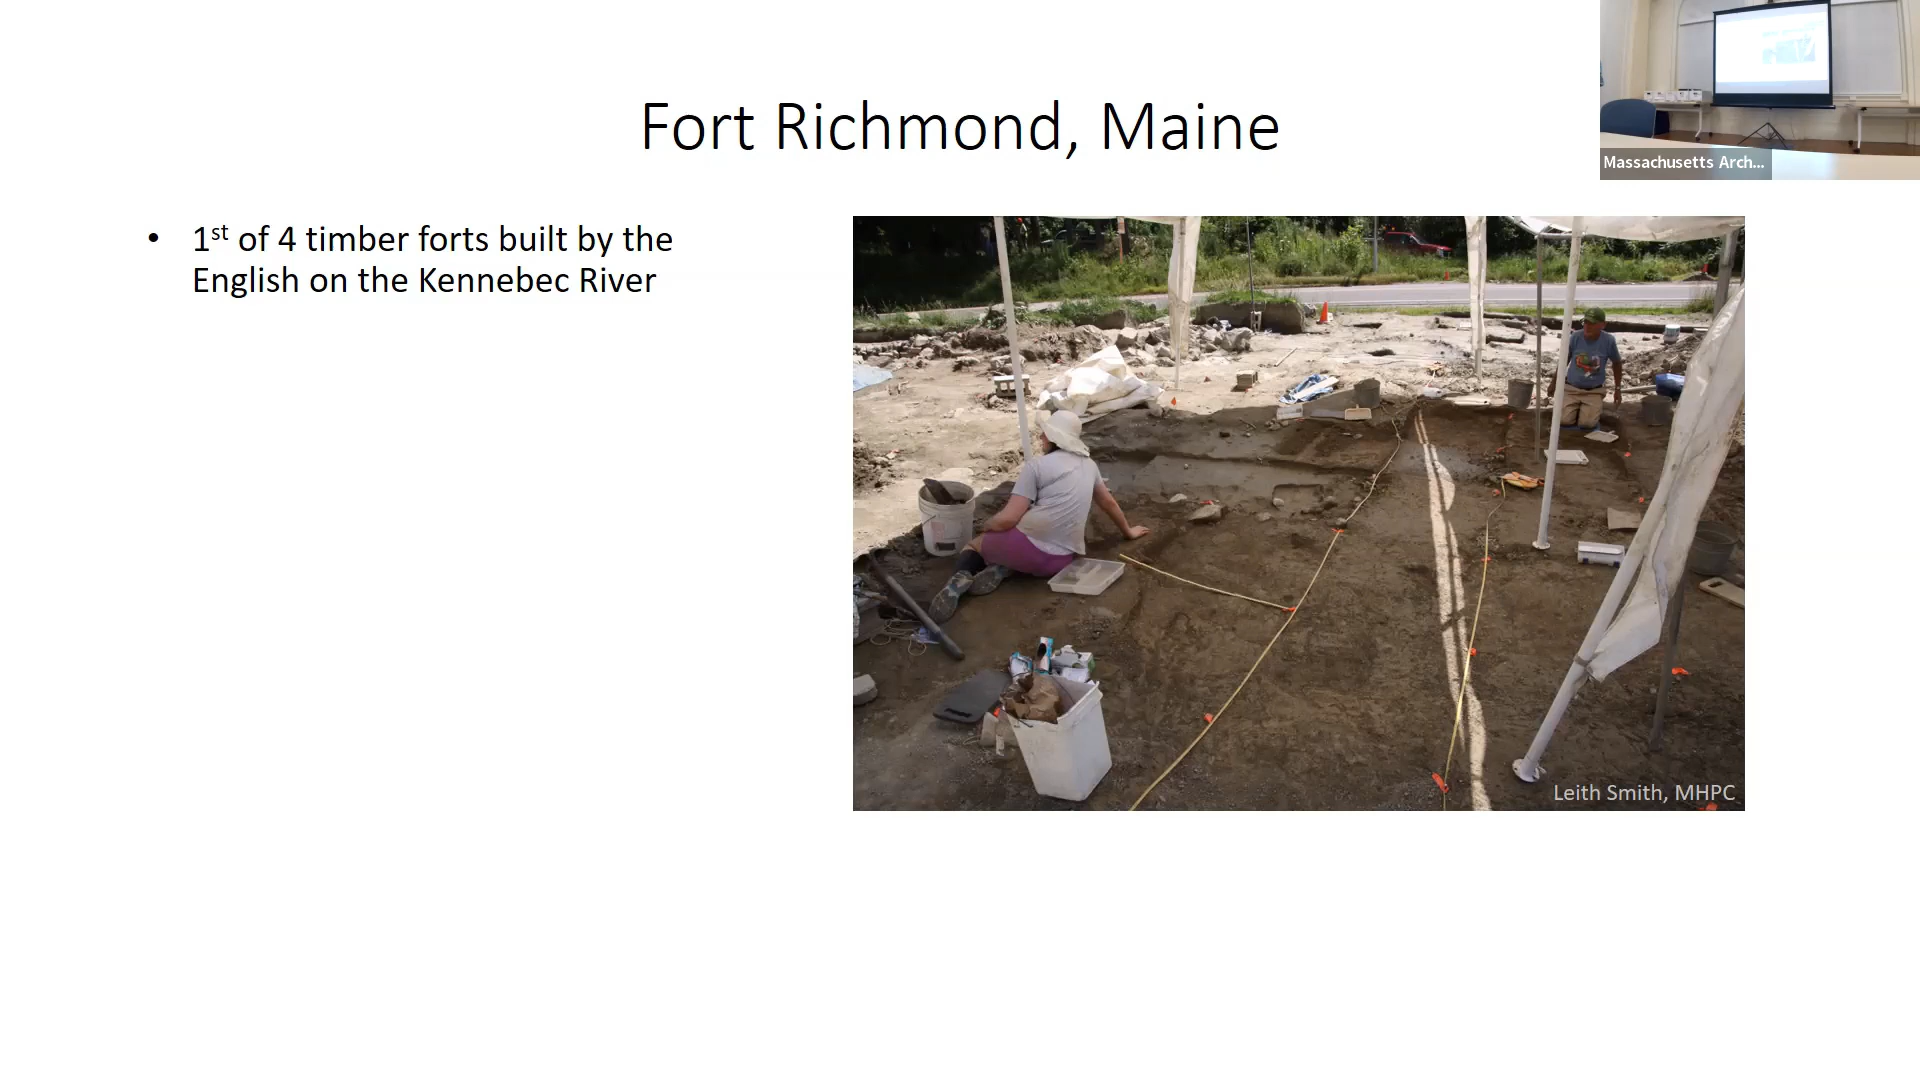 Fort Richmond, Maine
Massachusetts Arch...
• 1st of 4 timber forts built by the
English on the Kennebec River
Leith Smith, MHPC